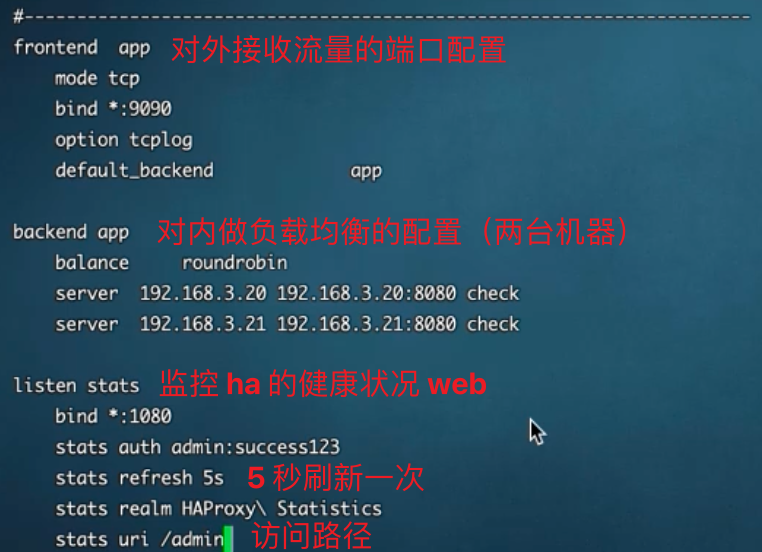 #---------------------------------------------------------------------
frontend  app 对外接收流量的端口配置
    mode tcp
    bind *:9090
    option tcplog
    default_backend             app
backend app 对内做负载均衡的配置（两台机器）
    balance     roundrobin
    server  192.168.3.20 192.168.3.20:8080 check
    server  192.168.3.21 192.168.3.21:8080 check
listen stats 监控 ha 的健康状况 web
    bind *:1080
    stats auth admin:success123
    stats refresh 5s 5 秒刷新一次
    stats realm HAProxy\ Statistics
    stats uri /admin 访问路径